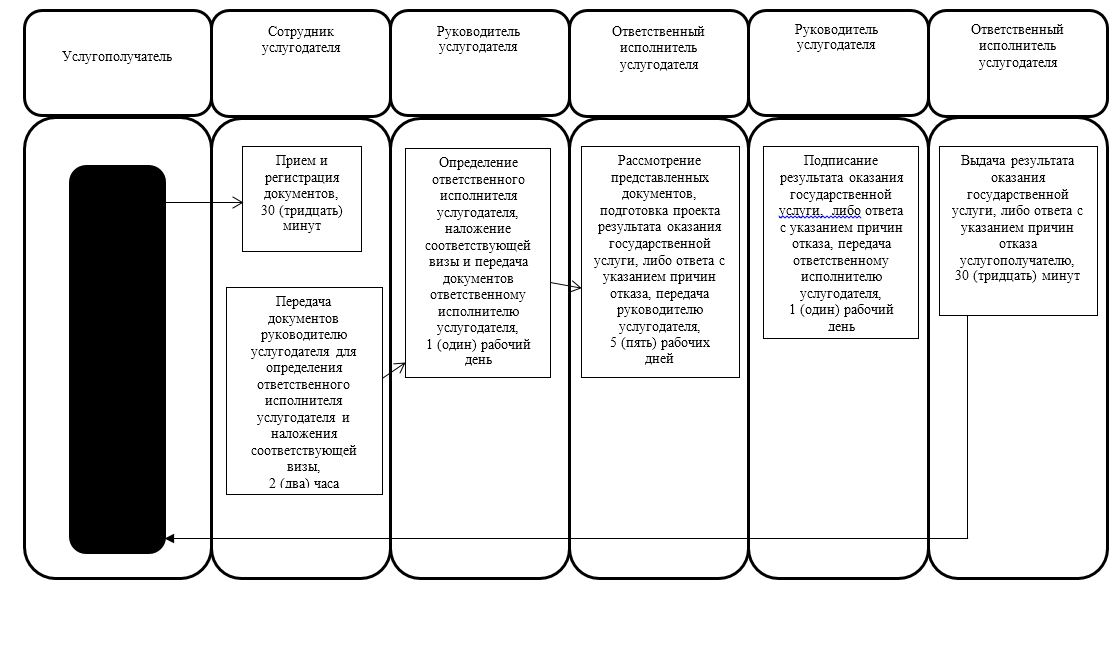 Услугополучатель
Сотрудник
услугодателя
Руководитель
услугодателя
Ответственный
исполнитель
услугодателя
Руководитель
услугодателя
Ответственный
исполнитель
услугодателя
Прием и
регистрация
документов,
30 (тридцать)
минут
Передача
документов
руководителю
услугодателя для
определения
ответственного
исполнителя
услугодателя и
наложения
соответствующей
визы,
2 (два) часа
Определение
ответственного
исполнителя
услугодателя,
наложение
соответствующей
визы и передача
документов
ответственному
исполнителю
услугодателя,
1 (один) рабочий
день
Рассмотрение
представленных
документов,
подготовка проекта
результата оказания
государственной
услуги, либо ответа с
указанием причин
отказа, передача
руководителю
услугодателя,
5 (пять) рабочих
дней
Подписание
результата оказания
государственной
услуги, либо ответа
с указанием причин
отказа, передача
ответственному
исполнителю
услугодателя,
1 (один) рабочий
день
Выдача результата
оказания
государственной
услуги, либо ответа с
указанием причин
отказа
услугополучателю,
30 (тридцать) минут